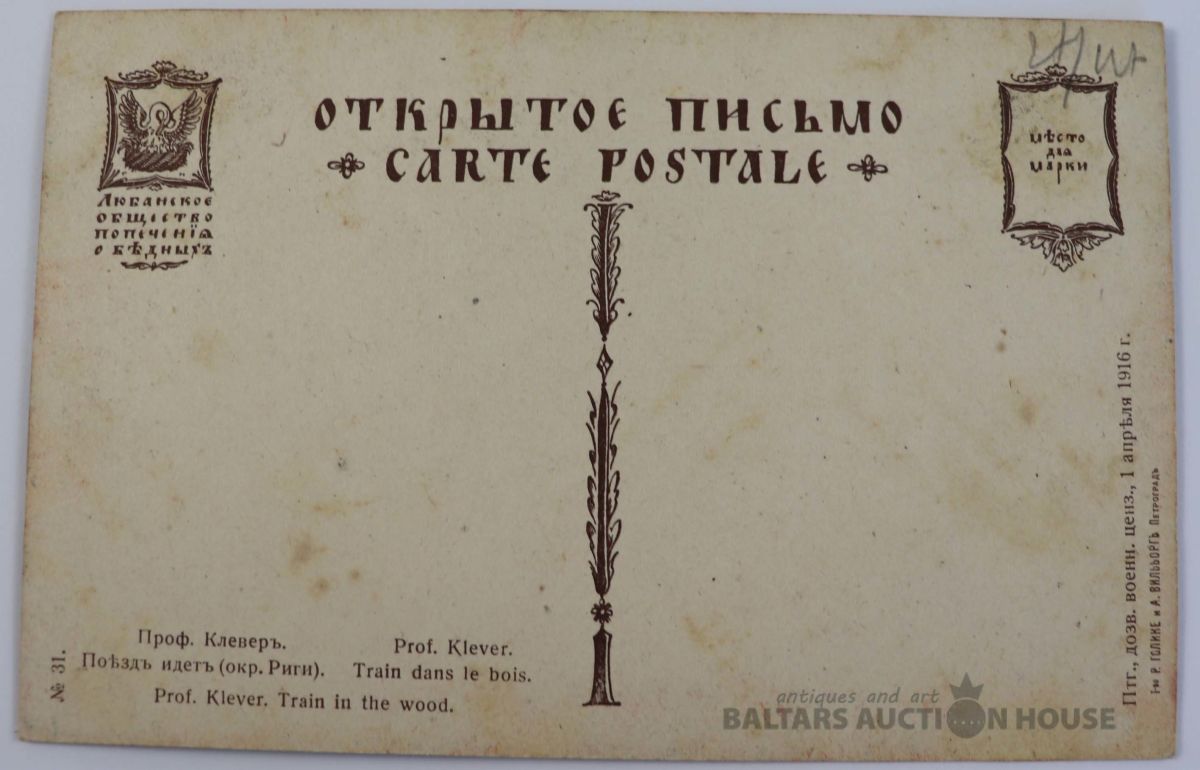 ОТКРЫТОЕ ПИСЬМО
CARTE POSTALE
Любанское
общество
попеченія
о бѣдныхъ
мѣсто
для
марки
Птг., дозв. военн. ценз., 1 апрѣля 1916 г.
Т-во Р. ГОЛИКЕ и А. ВИЛЬБОРГЪ. ПЕТРОГРАДЪ
№ 31.
Проф. Клеверъ.
Поѣздъ идетъ (окр. Риги).
Prof. Klever.
Train dans le bois.
Prof. Klever. Train in the wood.
antiques and art
BALTARS AUCTION HOUSE